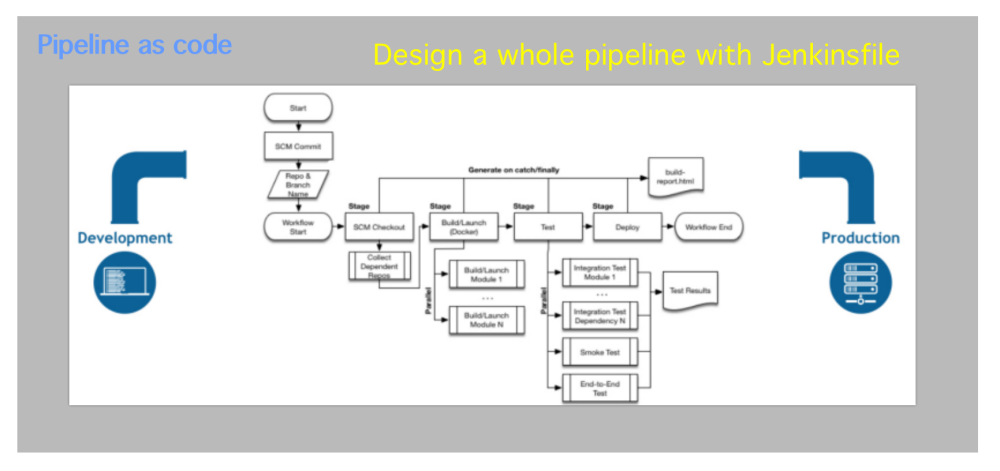 Pipeline as code
Design a whole pipeline with Jenkinsfile
Start
SCM Commit
Repo &
Branch
Name
Workflow
Start
Generate on catch/finally
build-
report.html
Stage
SCM Checkout
Stage
Build/Launch
(Docker)
Stage
Test
Stage
Deploy
Workflow End
Collect
Dependent
Repos
Parallel
Build/Launch
Module 1
...
Build/Launch
Module N
Parallel
Integration Test
Module 1
...
Integration Test
Dependency N
Smoke Test
End-to-End
Test
Test Results
Development
Production